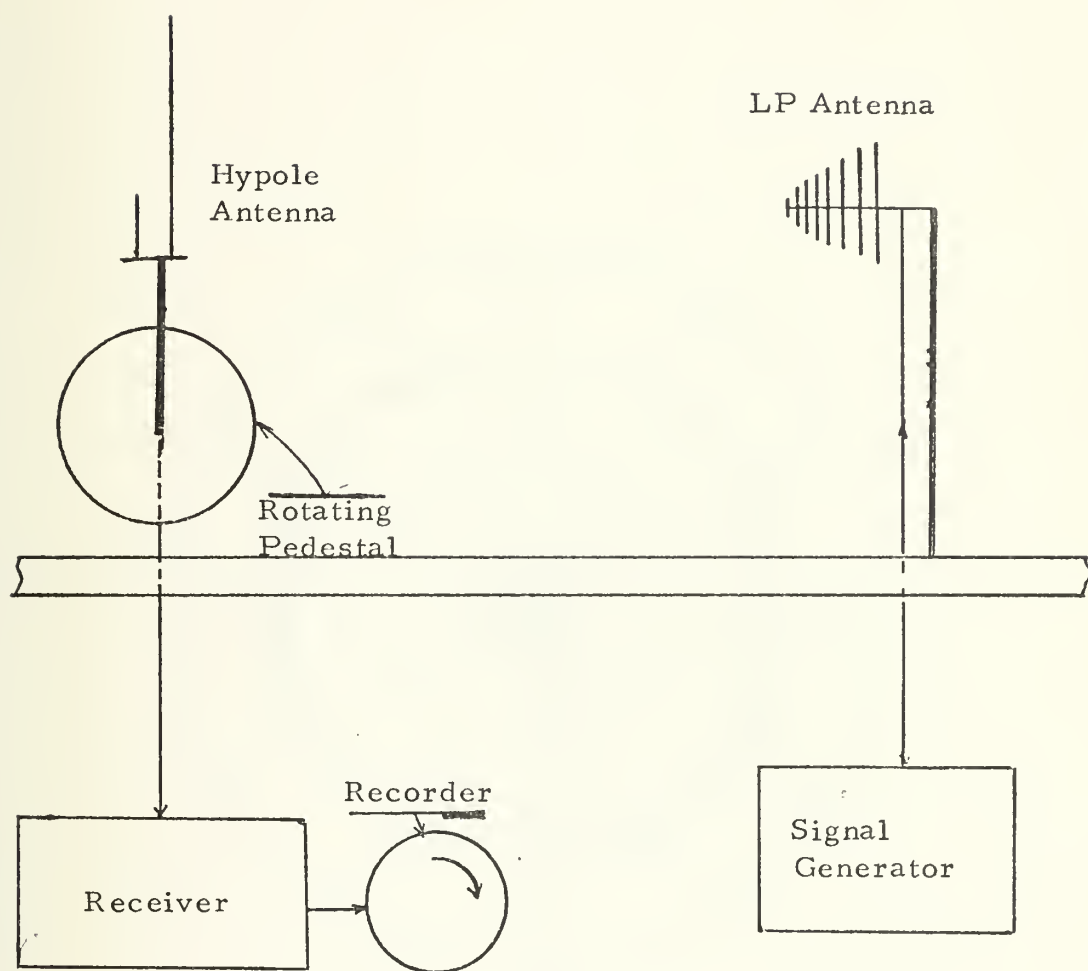 LP Antenna
Hypole
Antenna
Rotating
Pedestal
Recorder
Signal
Generator
Receiver